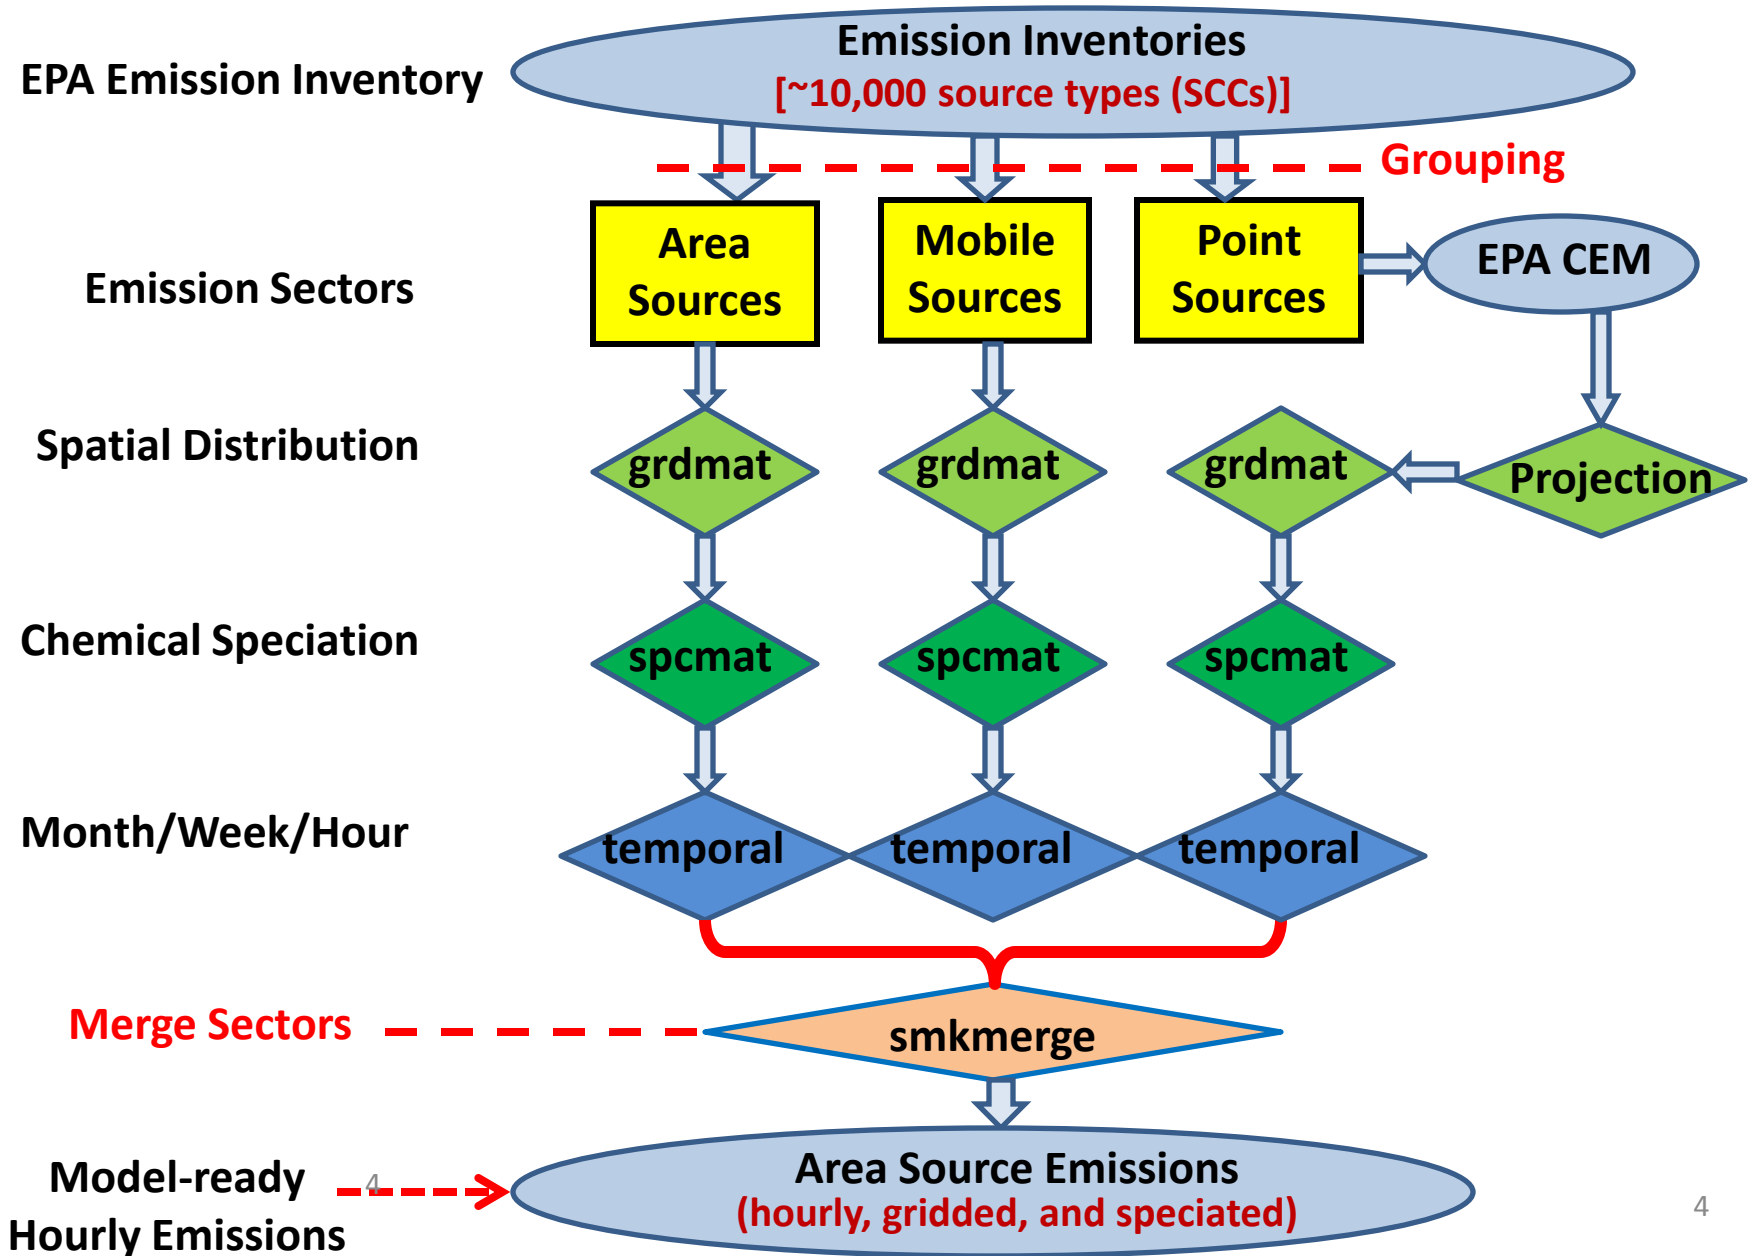 Emission Inventories
EPA Emission Inventory
[~10,000 source types (SCCs)]
Grouping
Area
Sources
Mobile
Sources
Point
Sources
EPA CEM
Emission Sectors
Spatial Distribution
grdmat
grdmat
grdmat
Projection
Chemical Speciation
spcmat
spcmat
spcmat
Month/Week/Hour
temporal
temporal
temporal
Merge Sectors
smkmerge
Model-ready
Hourly Emissions
4
Area Source Emissions
(hourly, gridded, and speciated)
4